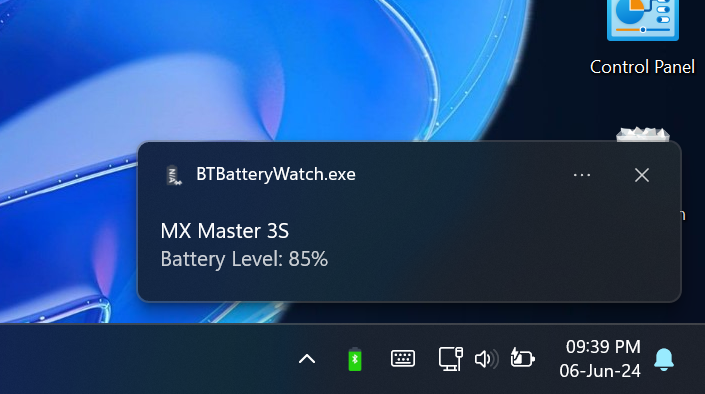 Control Panel
BTBatteryWatch.exe
MX Master 3S
Battery Level: 85%
09:39 PM
06-Jun-24